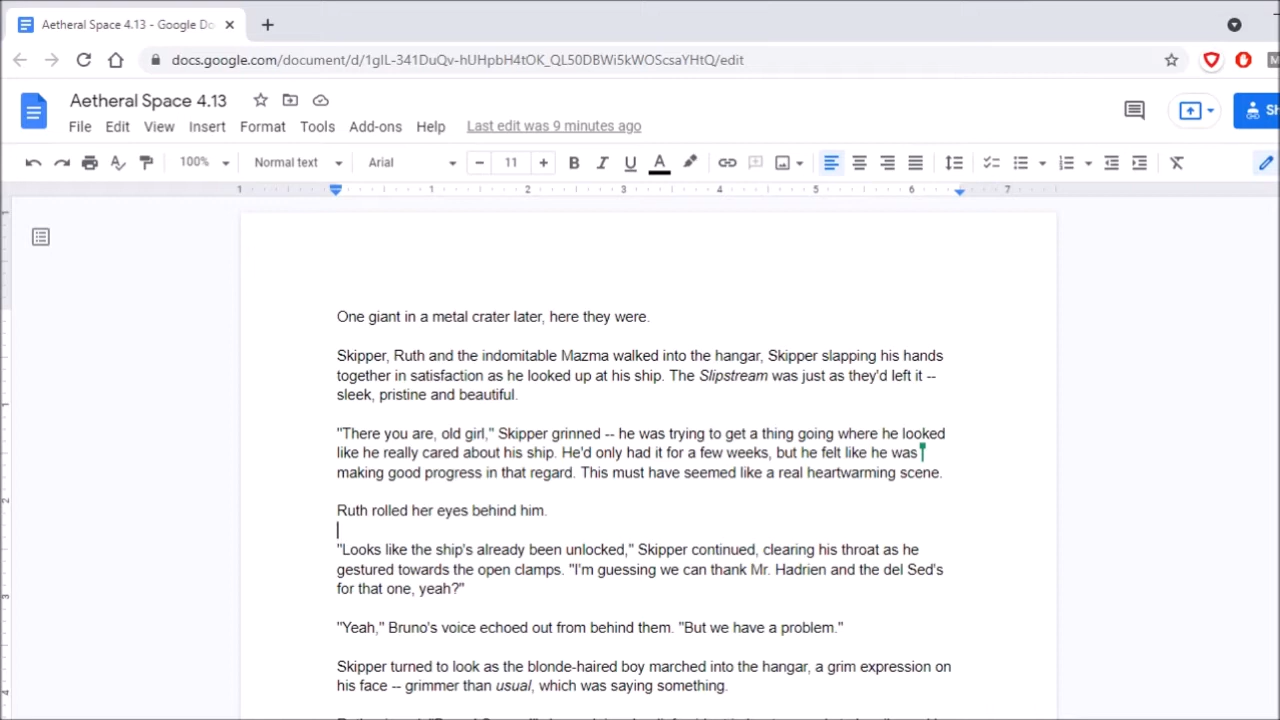 Aetheral Space 4.13 - Google Do
docs.google.com/document/d/1gIL-341DuQv-hUHpbH4tOK_QL50DBWi5kWOScsaYHtQ/edit
Aetheral Space 4.13
Sh
File Edit View Insert Format Tools Add-ons Help Last edit was 9 minutes ago
100% Normal text Arial 11
1 1 2 3 4 5 6 7
One giant in a metal crater later, here they were.
Skipper, Ruth and the indomitable Mazma walked into the hangar, Skipper slapping his hands
together in satisfaction as he looked up at his ship. The Slipstream was just as they'd left it --
sleek, pristine and beautiful.
"There you are, old girl," Skipper grinned -- he was trying to get a thing going where he looked
like he really cared about his ship. He'd only had it for a few weeks, but he felt like he was
making good progress in that regard. This must have seemed like a real heartwarming scene.
Ruth rolled her eyes behind him.
"Looks like the ship's already been unlocked," Skipper continued, clearing his throat as he
gestured towards the open clamps. "I'm guessing we can thank Mr. Hadrien and the del Sed's
for that one, yeah?"
"Yeah," Bruno's voice echoed out from behind them. "But we have a problem."
Skipper turned to look as the blonde-haired boy marched into the hangar, a grim expression on
his face -- grimmer than usual, which was saying something.